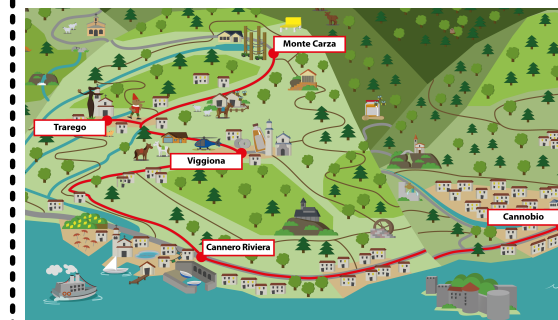 Monte Carza
Trarego
Viggiona
Cannobio
Cannero Riviera